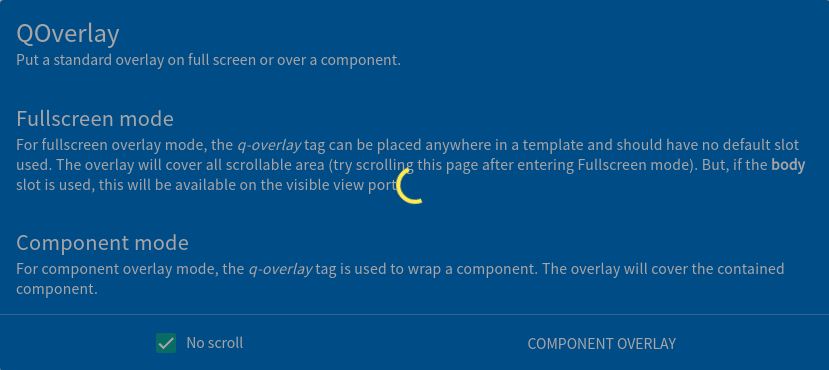 QOverlay
Put a standard overlay on full screen or over a component.
Fullscreen mode
For fullscreen overlay mode, the q-overlay tag can be placed anywhere in a template and should have no default slot
used. The overlay will cover all scrollable area (try scrolling this page after entering Fullscreen mode). But, if the body
slot is used, this will be available on the visible view port
Component mode
For component overlay mode, the q-overlay tag is used to wrap a component. The overlay will cover the contained
component.
No scroll
COMPONENT OVERLAY